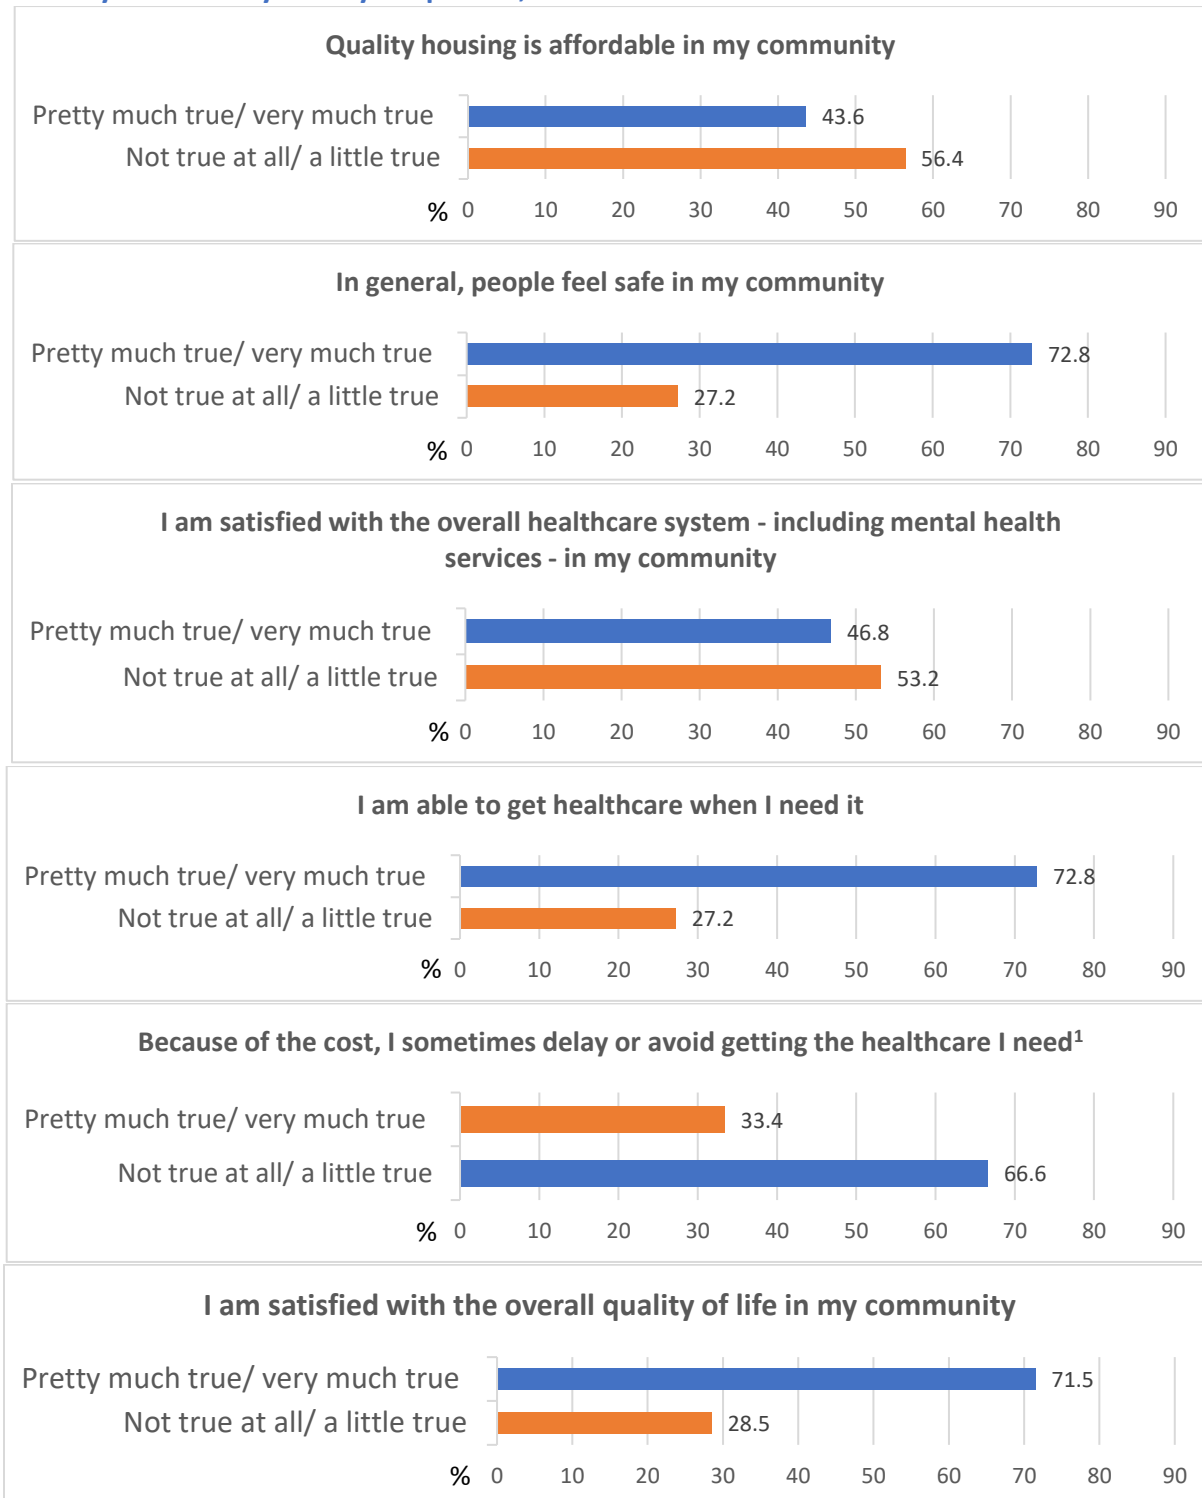 Quality housing is affordable in my community
Pretty much true/ very much true
43.6
Not true at all/ a little true
56.4
% 0 10 20 30 40 50 60 70 80 90
In general, people feel safe in my community
Pretty much true/ very much true
72.8
Not true at all/ a little true
27.2
% 0 10 20 30 40 50 60 70 80 90
I am satisfied with the overall healthcare system - including mental health
services - in my community
Pretty much true/ very much true
46.8
Not true at all/ a little true
53.2
% 0 10 20 30 40 50 60 70 80 90
I am able to get healthcare when I need it
Pretty much true/ very much true
72.8
Not true at all/ a little true
27.2
% 0 10 20 30 40 50 60 70 80 90
Because of the cost, I sometimes delay or avoid getting the healthcare I need¹
Pretty much true/ very much true
33.4
Not true at all/ a little true
66.6
% 0 10 20 30 40 50 60 70 80 90
I am satisfied with the overall quality of life in my community
Pretty much true/ very much true
71.5
Not true at all/ a little true
28.5
% 0 10 20 30 40 50 60 70 80 90